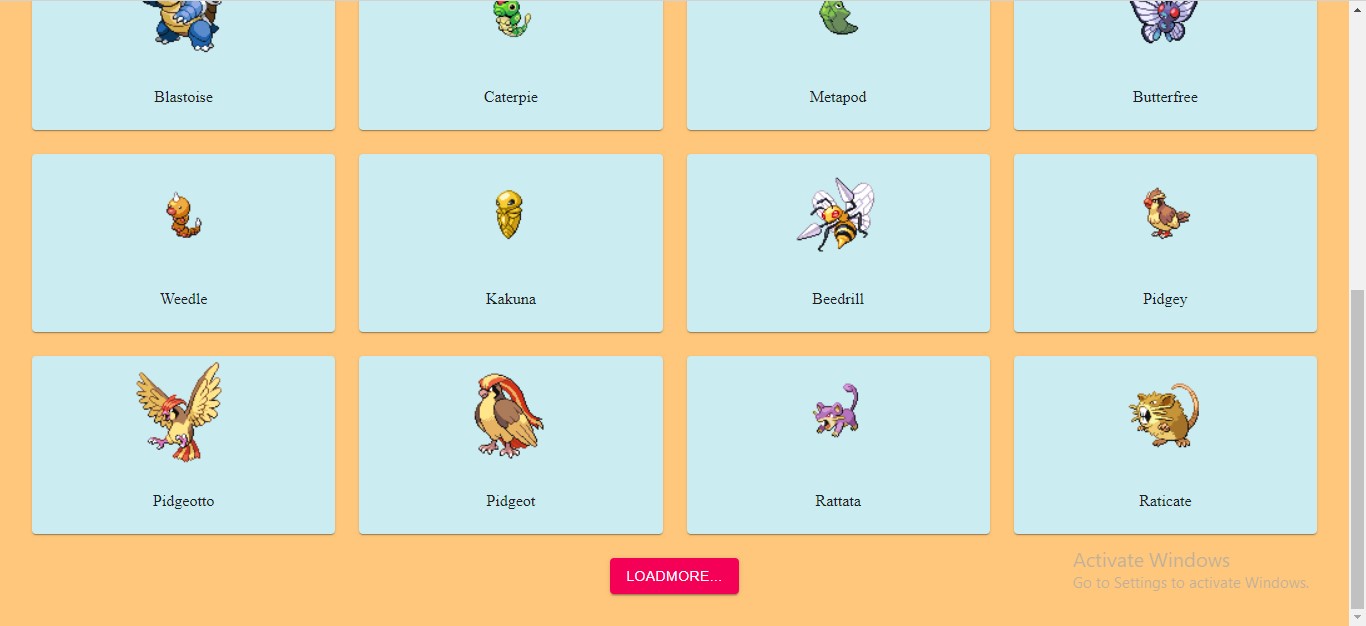 Blastoise
Caterpie
Metapod
Butterfree
Weedle
Kakuna
Beedrill
Pidgey
Pidgeotto
Pidgeot
Rattata
Raticate
LOADMORE...
Activate Windows
Go to Settings to activate Windows.